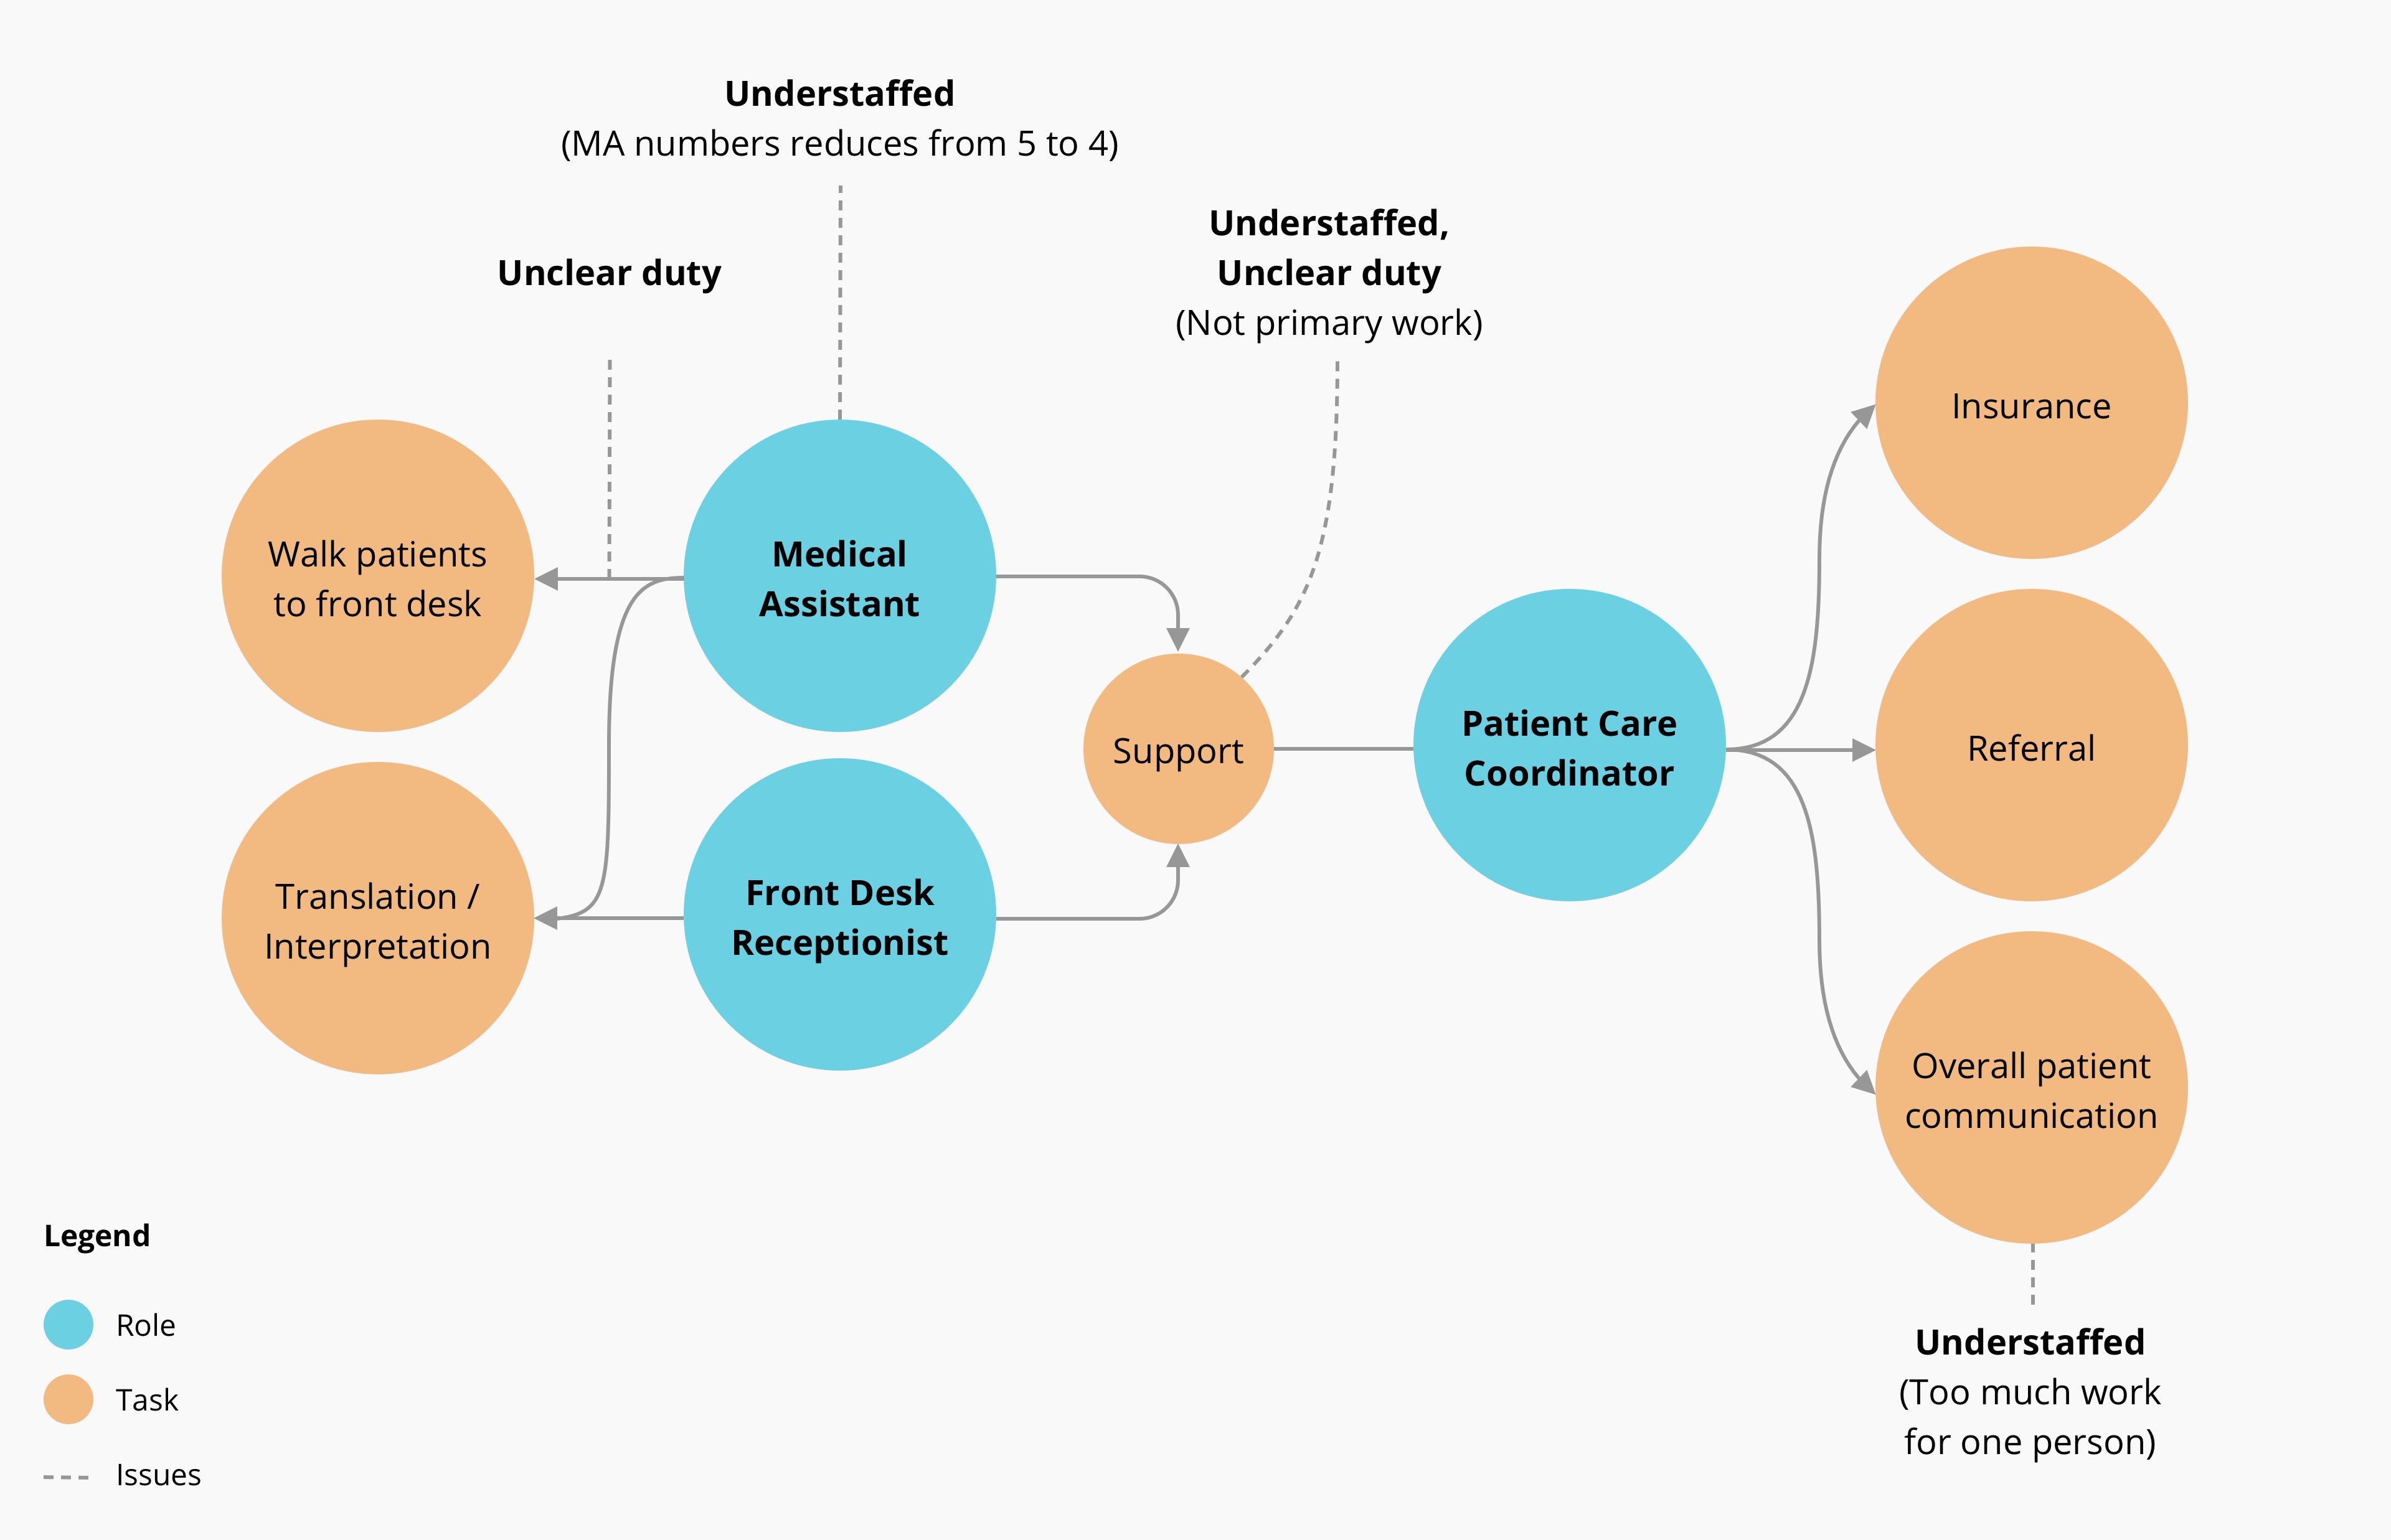 Understaffed
(MA numbers reduces from 5 to 4)
Unclear duty
Understaffed,
Unclear duty
(Not primary work)
Walk patients
to front desk
Medical
Assistant
Translation /
Interpretation
Front Desk
Receptionist
Support
Patient Care
Coordinator
Insurance
Referral
Overall patient
communication
Understaffed
(Too much work
for one person)
Legend
Role
Task
Issues